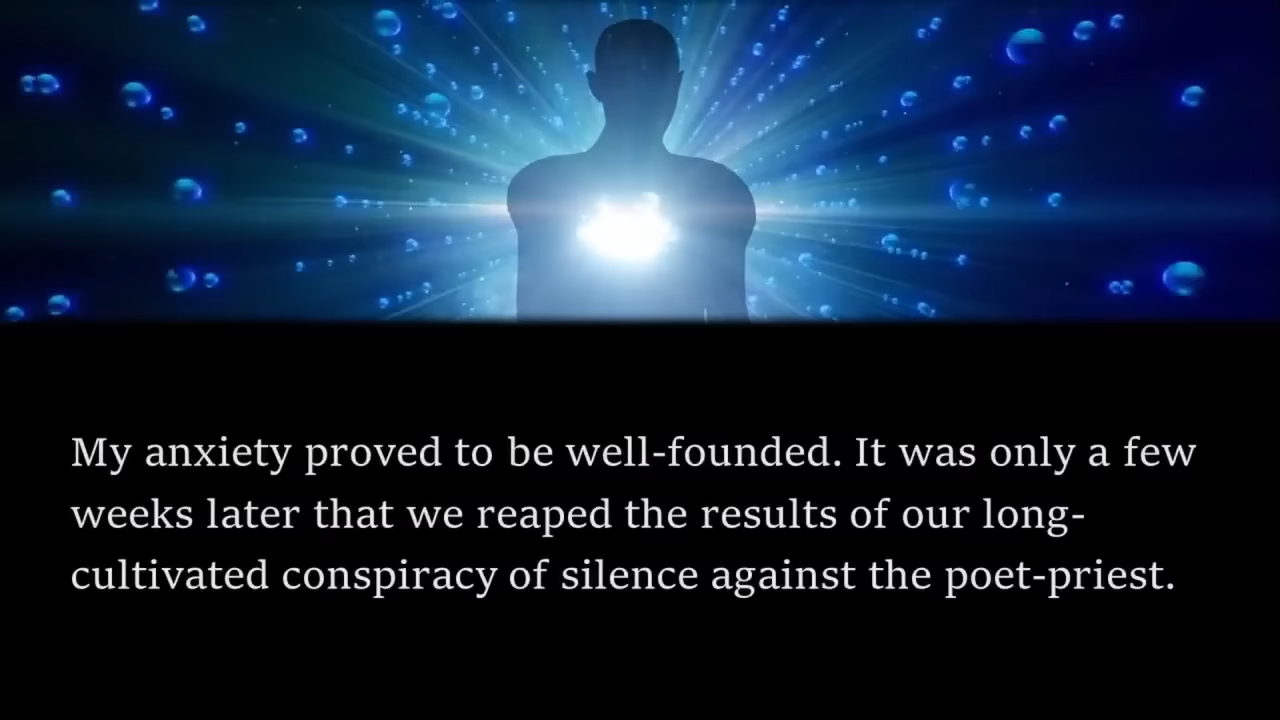 My anxiety proved to be well-founded. It was only a few
weeks later that we reaped the results of our long-
cultivated conspiracy of silence against the poet-priest.